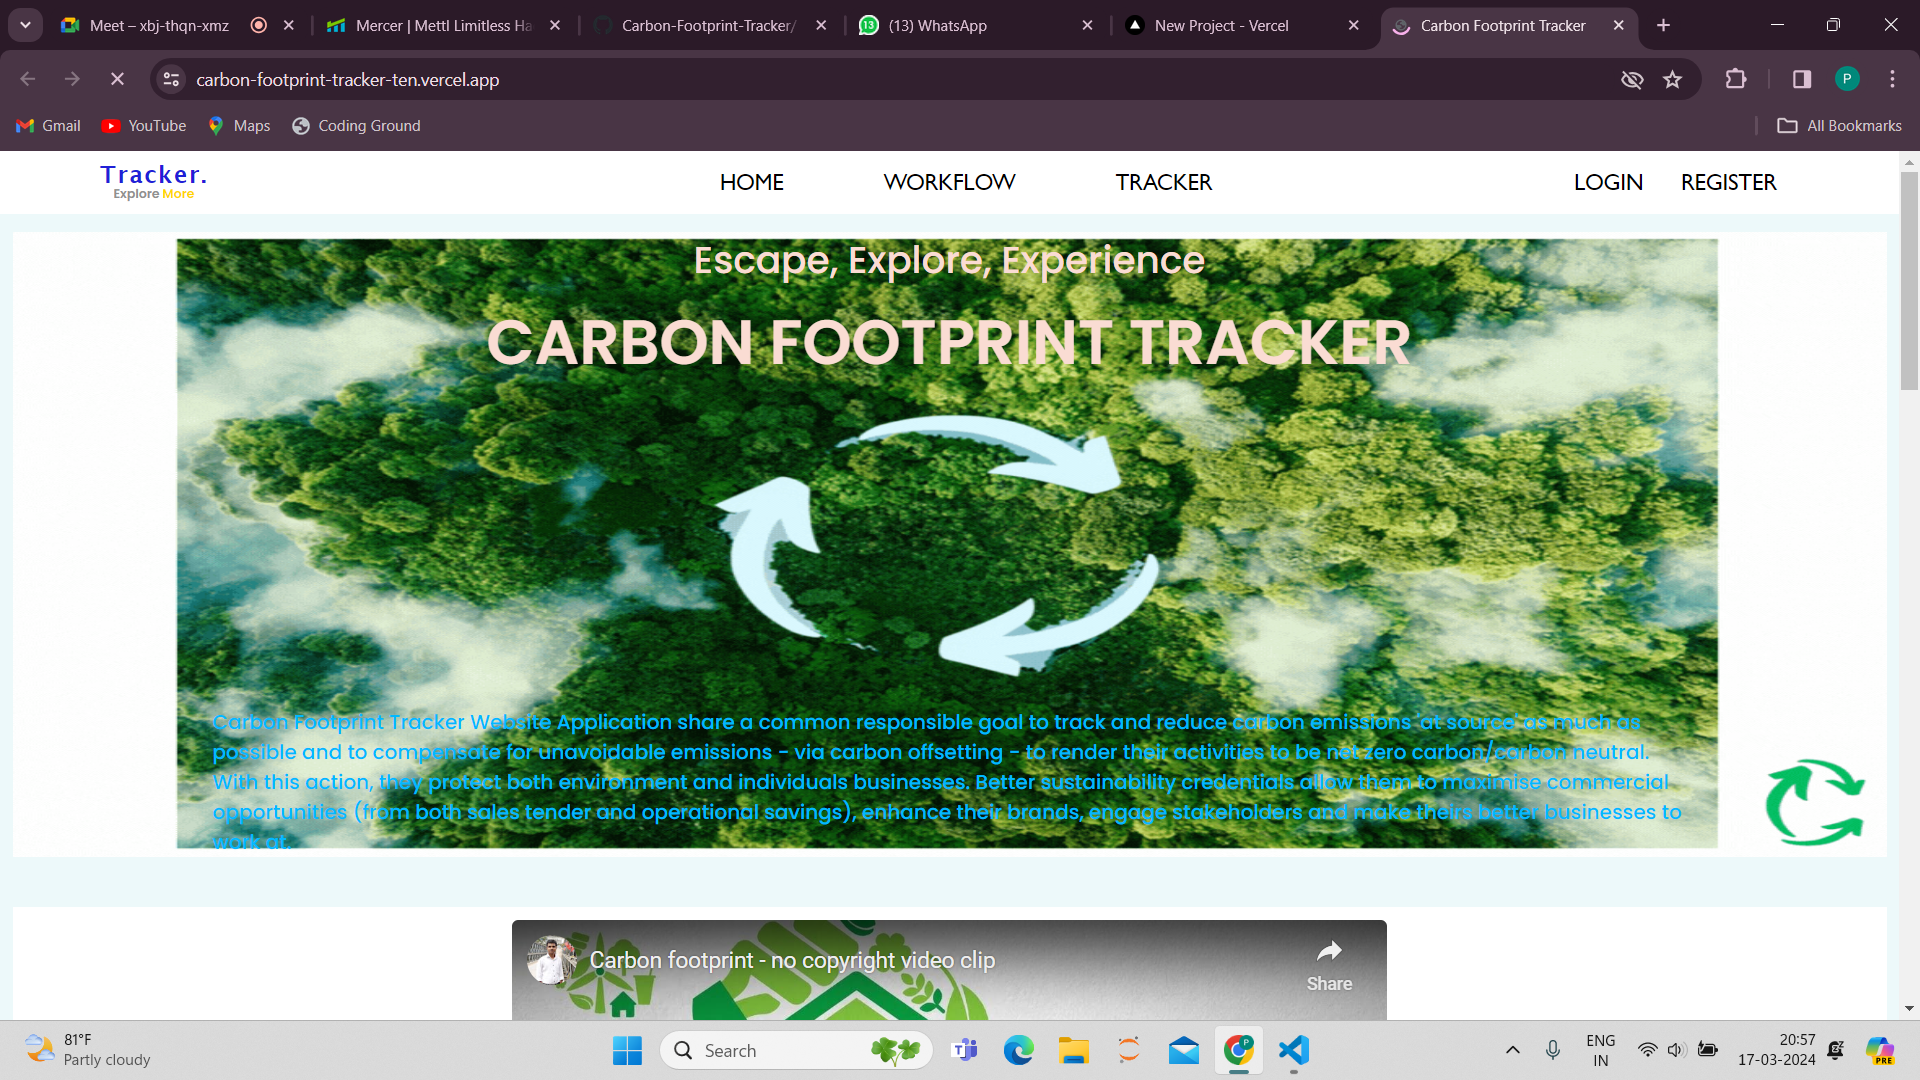 Meet – xbj-thqn-xmz
Mercer | Mettl Limitless Ha
Carbon-Footprint-Tracker/
(13) WhatsApp
New Project - Vercel
Carbon Footprint Tracker
carbon-footprint-tracker-ten.vercel.app
P
Gmail
YouTube
Maps
Coding Ground
All Bookmarks
Tracker.
Explore More
HOME
WORKFLOW
TRACKER
LOGIN
REGISTER
Escape, Explore, Experience
CARBON FOOTPRINT TRACKER
Carbon Footprint Tracker Website Application share a common responsible goal to track and reduce carbon emissions 'at source' as much as
possible and to compensate for unavoidable emissions - via carbon offsetting - to render their activities to be net zero carbon/carbon neutral.
With this action, they protect both environment and individuals businesses. Better sustainability credentials allow them to maximise commercial
opportunities (from both sales tender and operational savings), enhance their brands, engage stakeholders and make theirs better businesses to
work at.
Carbon footprint - no copyright video clip
Share
81°F
Partly cloudy
Search
ENG
IN
20:57
17-03-2024
PRE